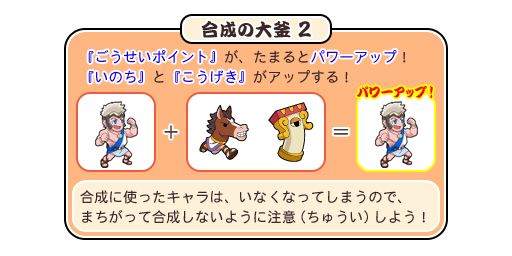 合成の大釜 2
『ごうせいポイント』が、たまるとパワーアップ！
『いのち』と『こうげき』がアップする！
パワーアップ！
＋ ＝
合成に使ったキャラは、いなくなってしまうので、
まちがって合成しないように注意（ちゅうい）しよう！